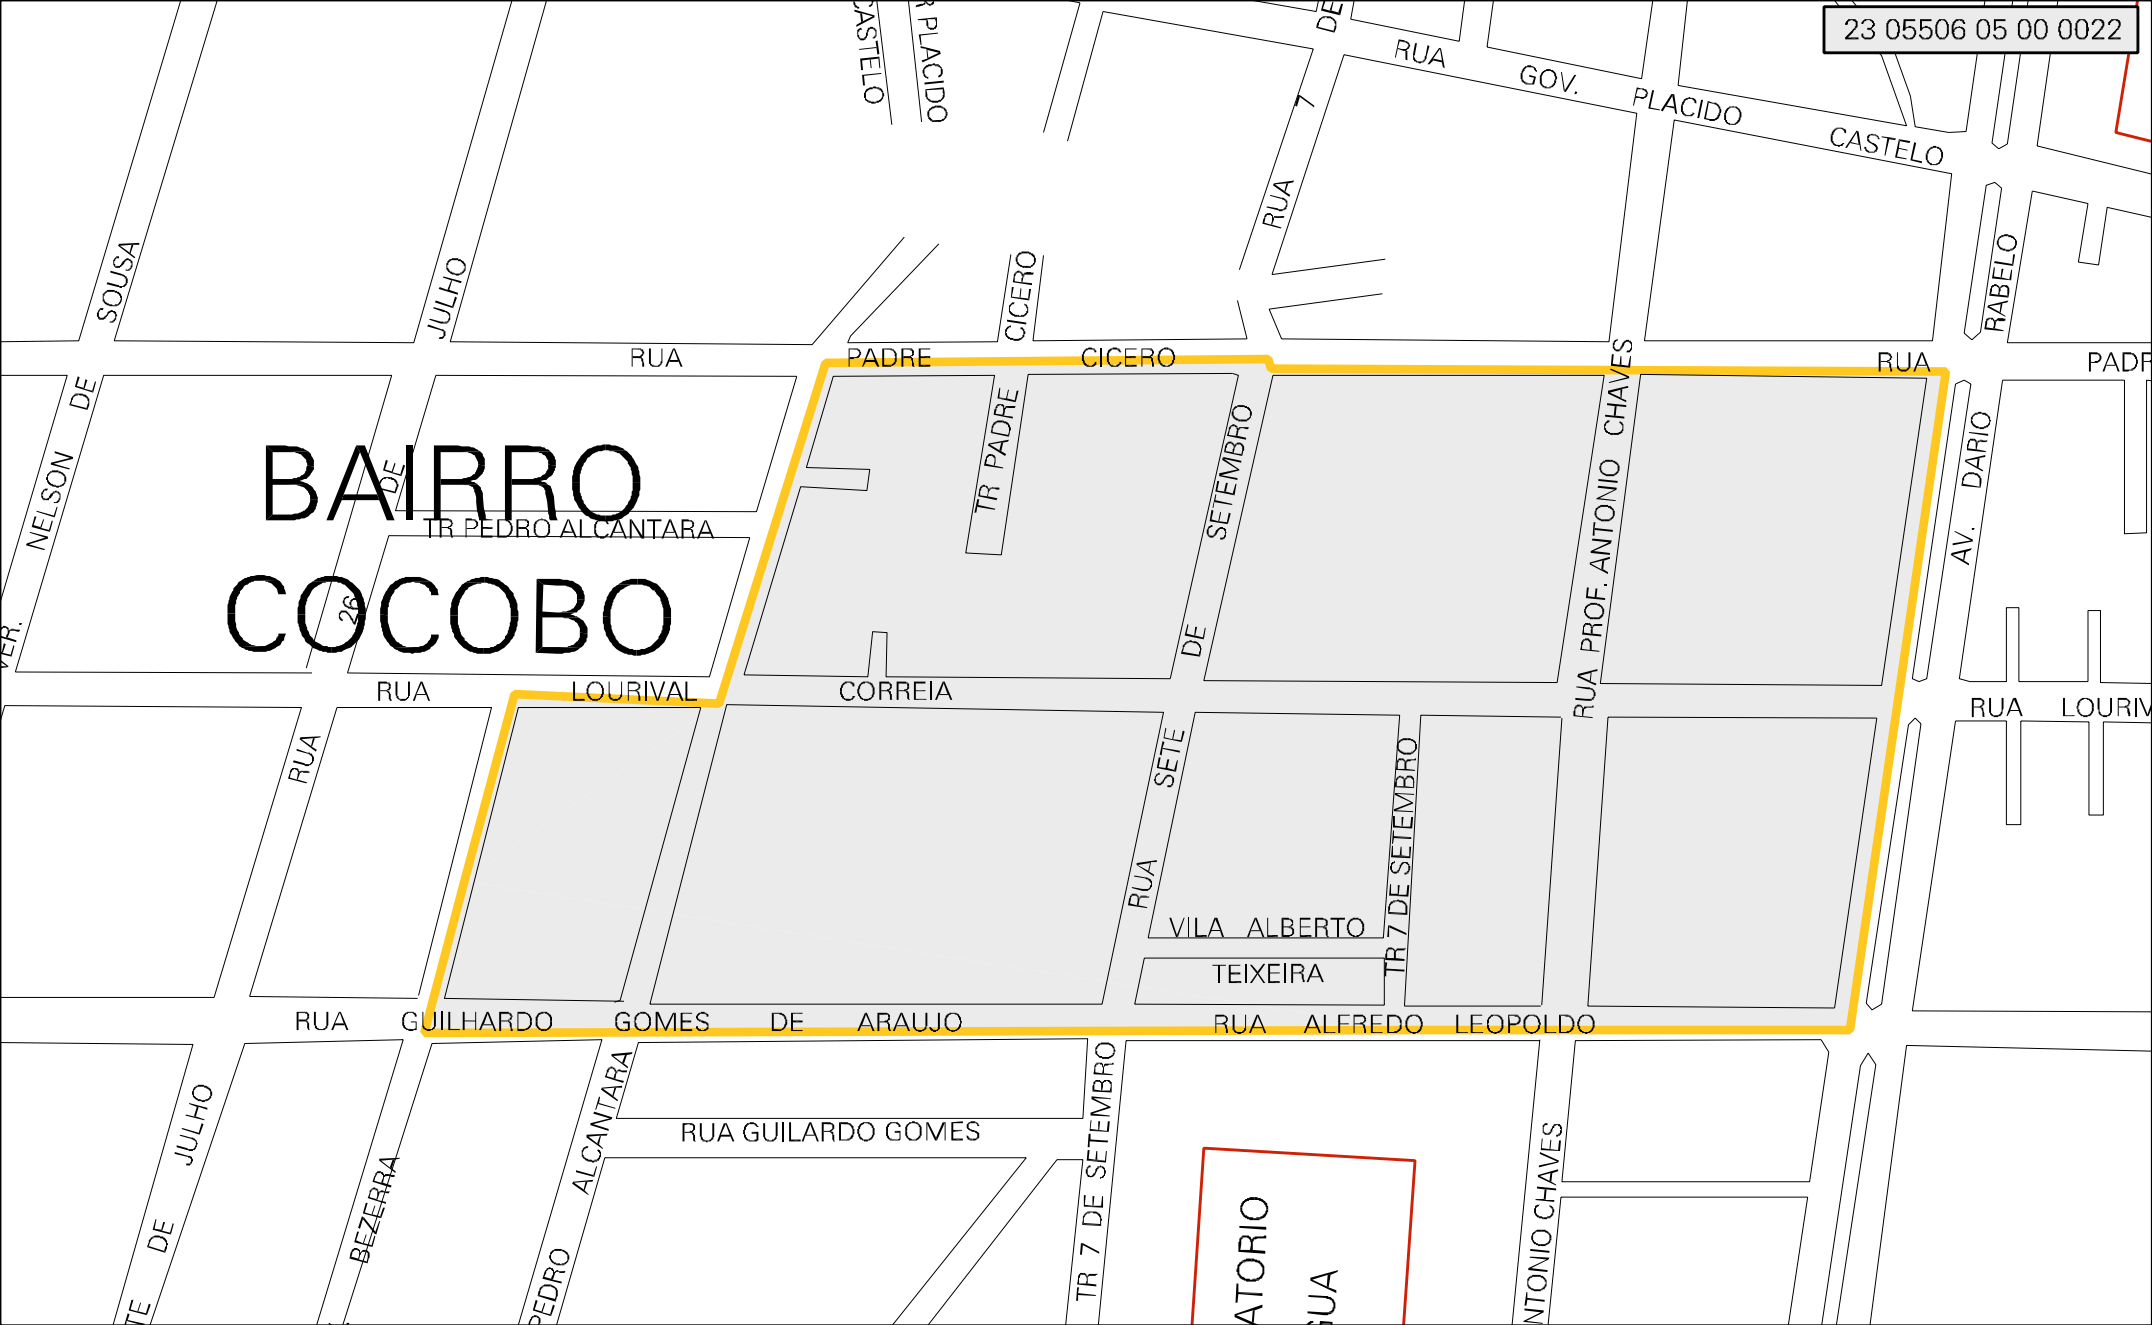 23 05506 05 00 0022
CASTELO
R PLACIDO
DE
RUA GOV. PLACIDO CASTELO
RUA 7
SOUSA
JULHO
CICERO
RABELO
RUA PADRE CICERO
RUA PADR
NELSON DE
DE
TR PADRE
SETEMBRO
RUA PROF. ANTONIO CHAVES
AV. DARIO
BAIRRO
TR PEDRO ALCANTARA
COCOBO
26
VER.
DE
RUA LOURIVAL CORREIA
RUA LOURIV
RUA
RUA SETE
TR 7 DE SETEMBRO
VILA ALBERTO
TEIXEIRA
RUA GUILHARDO GOMES DE ARAUJO
RUA ALFREDO LEOPOLDO
TE DE JULHO
BEZERRA
PEDRO ALCANTARA
RUA GUILARDO GOMES
TR 7 DE SETEMBRO
ATORIO
GUA
NTONIO CHAVES